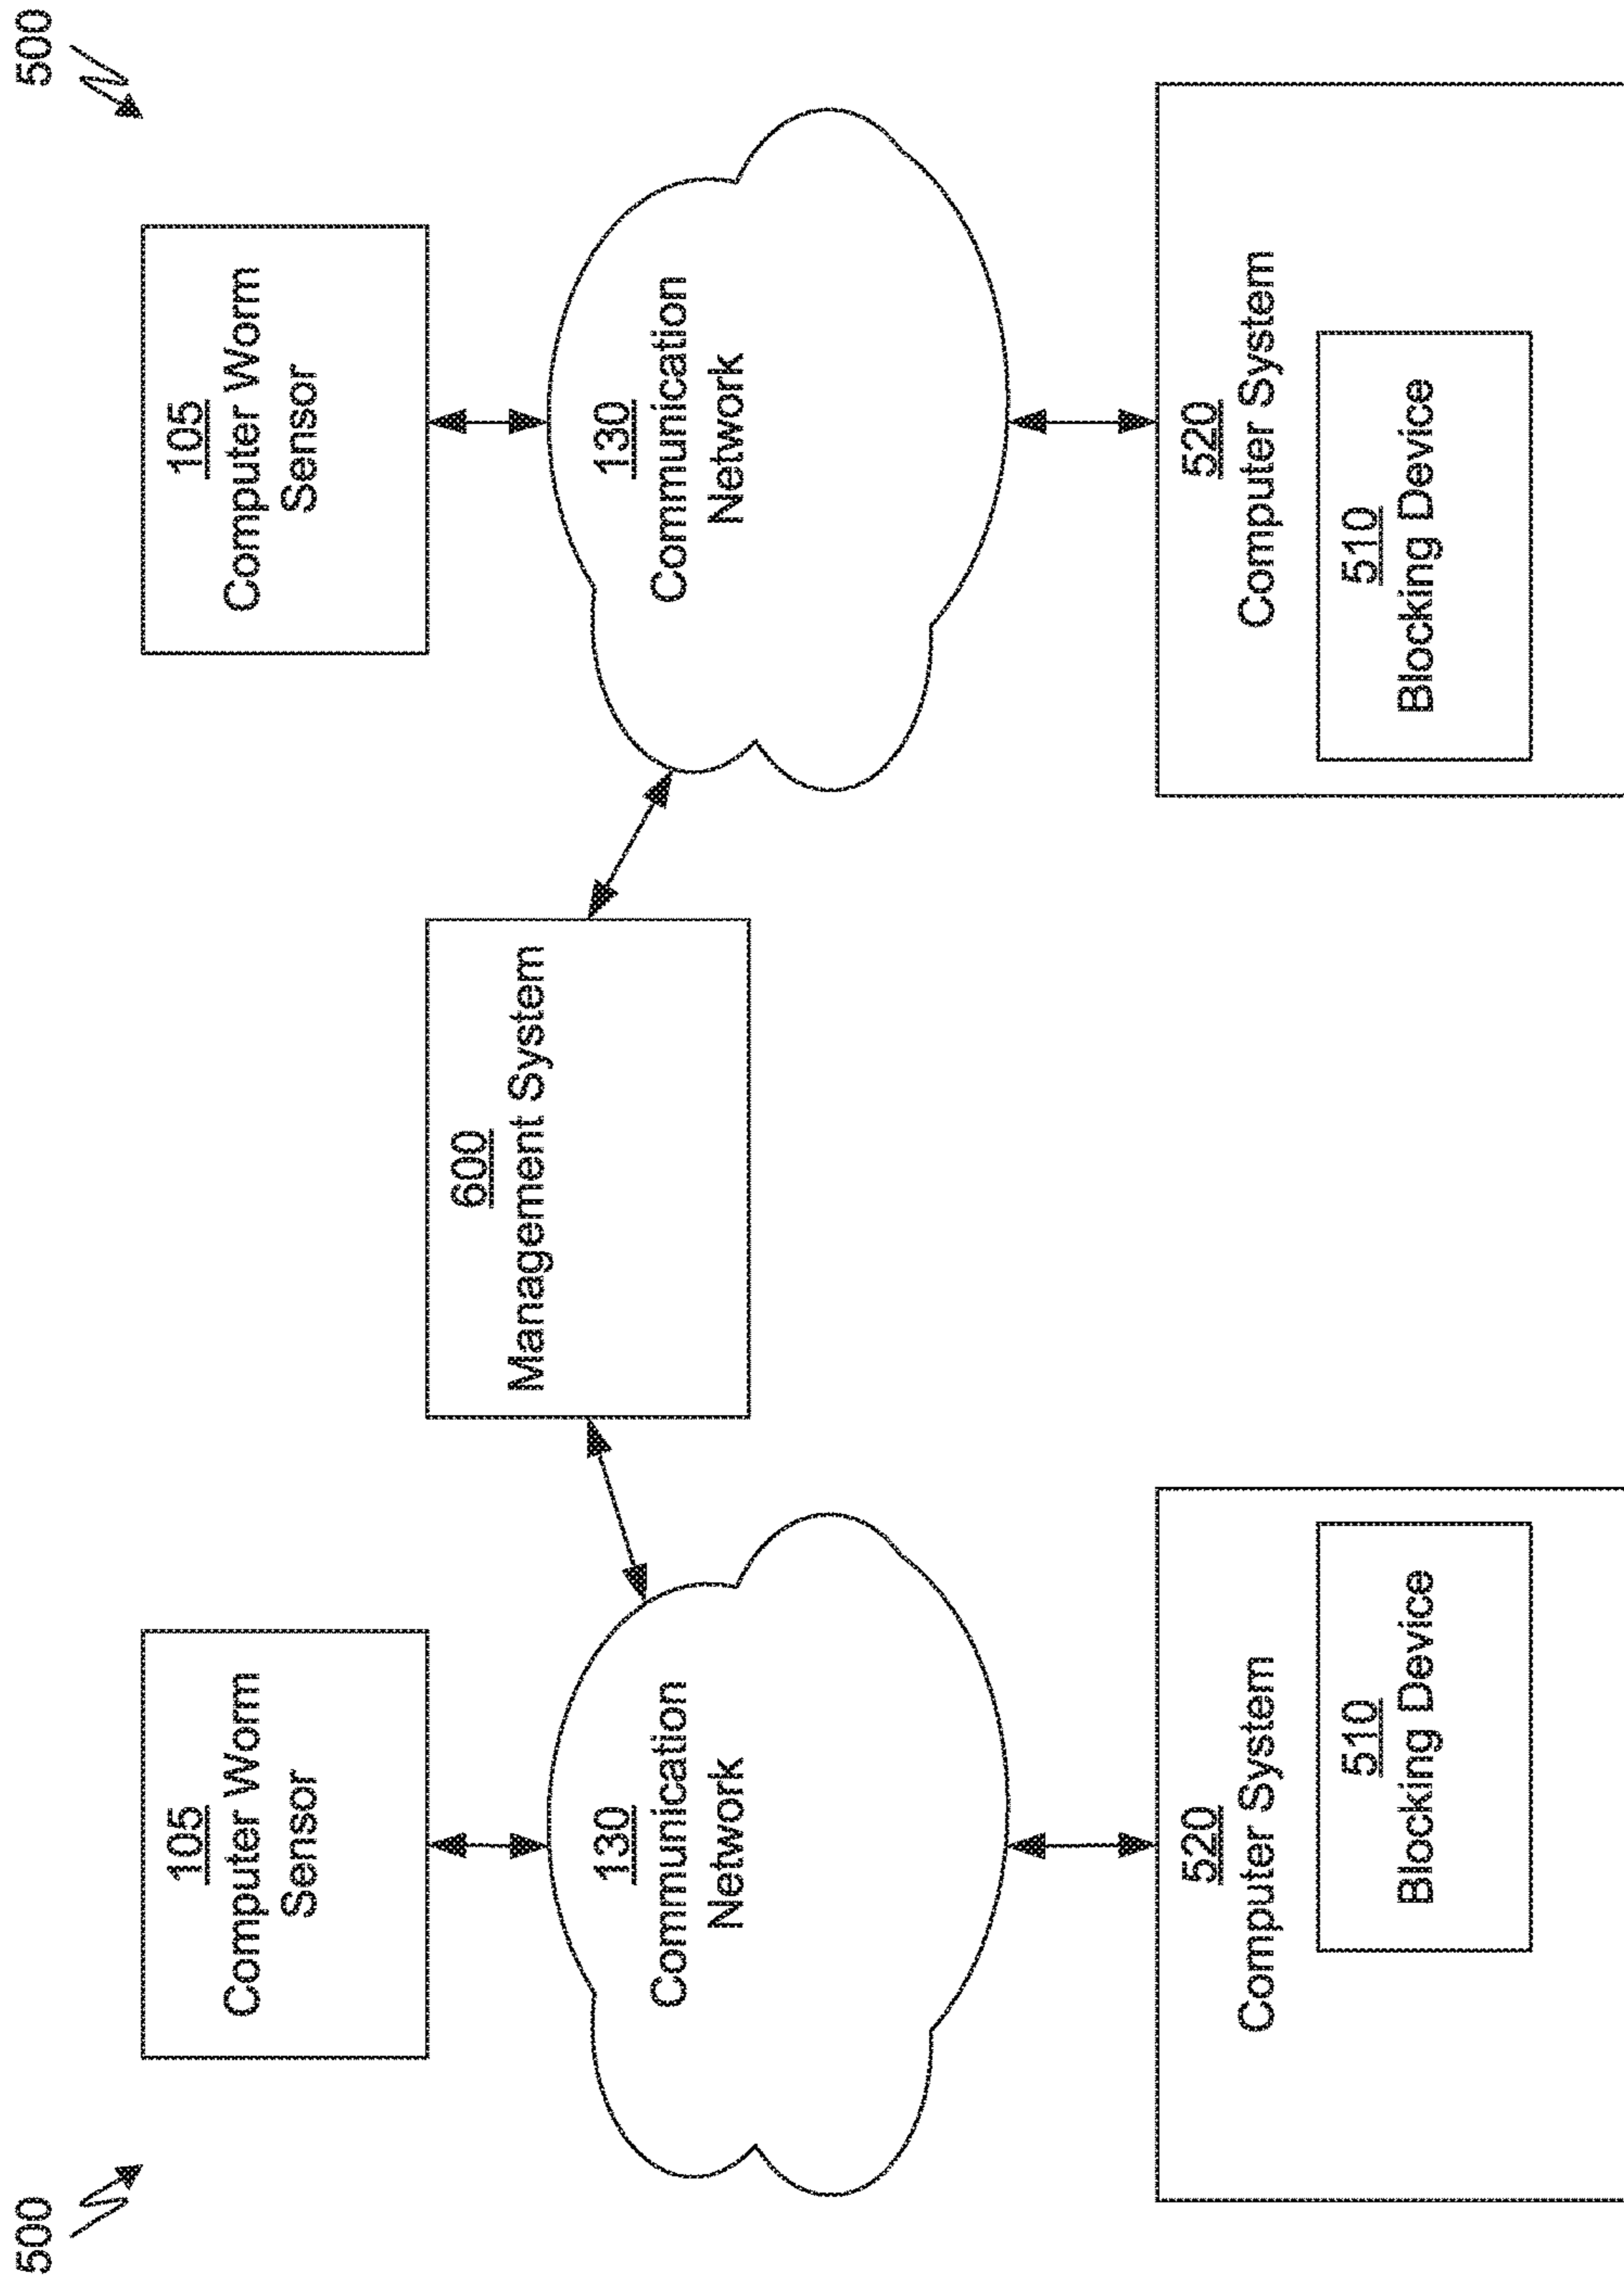 500
500
105
Computer Worm
Sensor
105
Computer Worm
Sensor
600
Management System
130
Communication
Network
130
Communication
Network
520
Computer System
510
Blocking Device
520
Computer System
510
Blocking Device